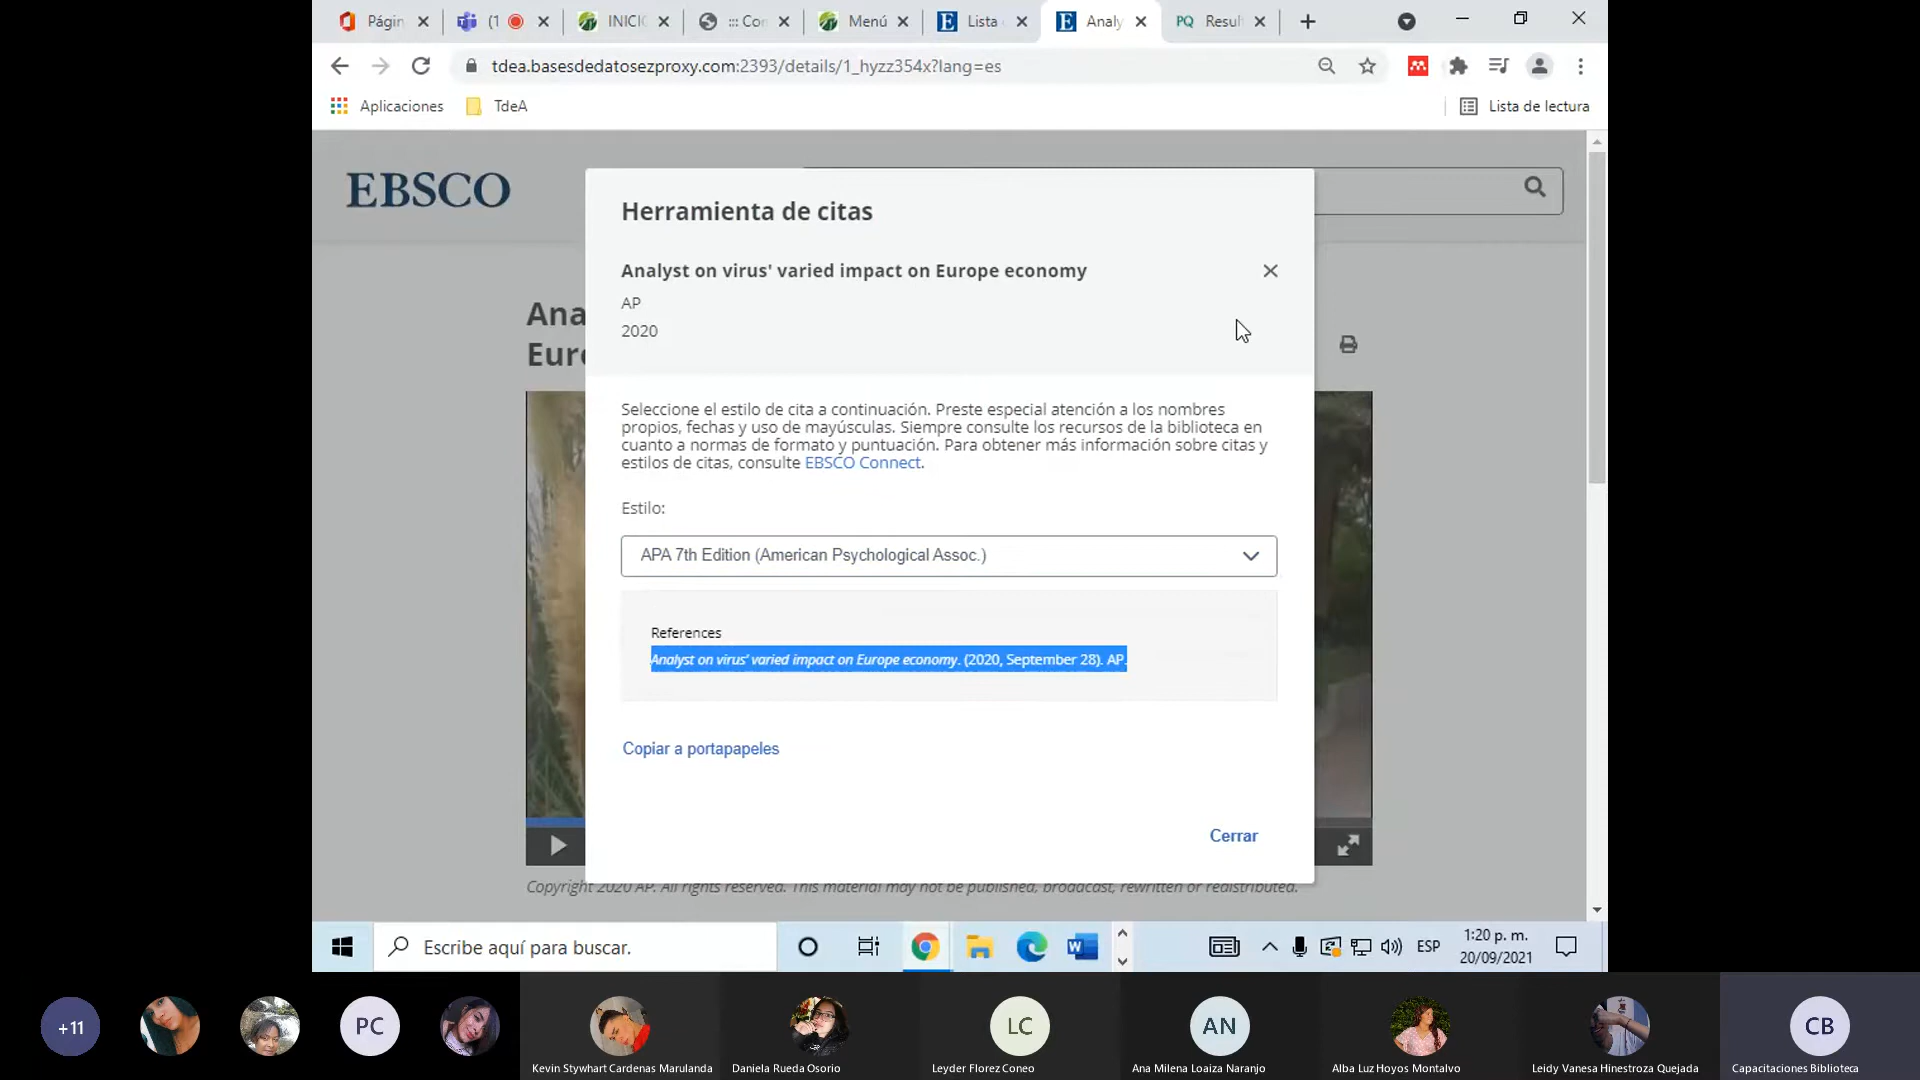 Págin
(1
INICI
::: Con
Menú
Lista
Analy
PQ Resul
tdea.basesdedatosezproxy.com:2393/details/1_hyzz354x?lang=es
Aplicaciones
TdeA
Lista de lectura
EBSCO
Ana
Euro
Herramienta de citas
Analyst on virus' varied impact on Europe economy
AP
2020
Seleccione el estilo de cita a continuación. Preste especial atención a los nombres
propios, fechas y uso de mayúsculas. Siempre consulte los recursos de la biblioteca en
cuanto a normas de formato y puntuación. Para obtener más información sobre citas y
estilos de citas, consulte EBSCO Connect.
Estilo:
APA 7th Edition (American Psychological Assoc.)
References
Analyst on virus' varied impact on Europe economy. (2020, September 28). AP.
Copiar a portapapeles
Cerrar
Copyright 2020 AP. All rights reserved. This material may not be published, broadcast, rewritten or redistributed.
Escribe aquí para buscar.
ESP
1:20 p. m.
20/09/2021
+11
PC
LC
AN
CB
Kevin Stywhart Cardenas Marulanda
Daniela Rueda Osorio
Leyder Florez Coneo
Ana Milena Loaiza Naranjo
Alba Luz Hoyos Montalvo
Leidy Vanesa Hinestroza Quejada
Capacitaciones Biblioteca